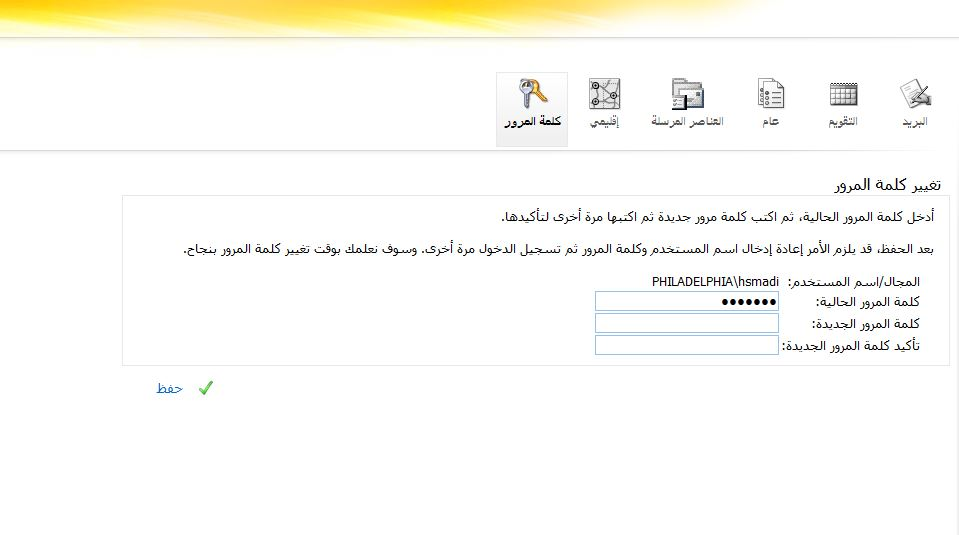 البريد
التقويم
عام
العناصر المرسلة
إقليمي
كلمة المرور
تغيير كلمة المرور
أدخل كلمة المرور الحالية، ثم اكتب كلمة مرور جديدة ثم اكتبها مرة أخرى لتأكيدها.
بعد الحفظ، قد يلزم الأمر إعادة إدخال اسم المستخدم وكلمة المرور ثم تسجيل الدخول مرة أخرى. وسوف نعلمك بوقت تغيير كلمة المرور بنجاح.
المجال/اسم المستخدم: PHILADELPHIA\hsmadi
كلمة المرور الحالية: •••••••
كلمة المرور الجديدة:
تأكيد كلمة المرور الجديدة:
حفظ